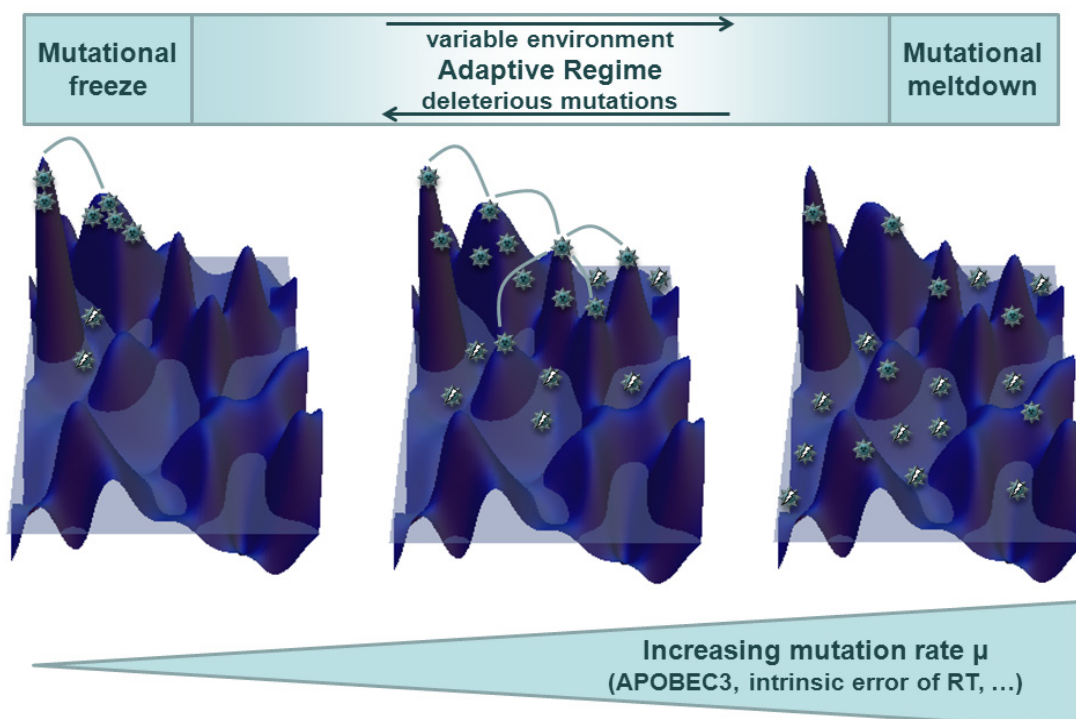 Mutational
freeze
variable environment
Adaptive Regime
deleterious mutations
Mutational
meltdown
Increasing mutation rate μ
(APOBEC3, intrinsic error of RT, …)